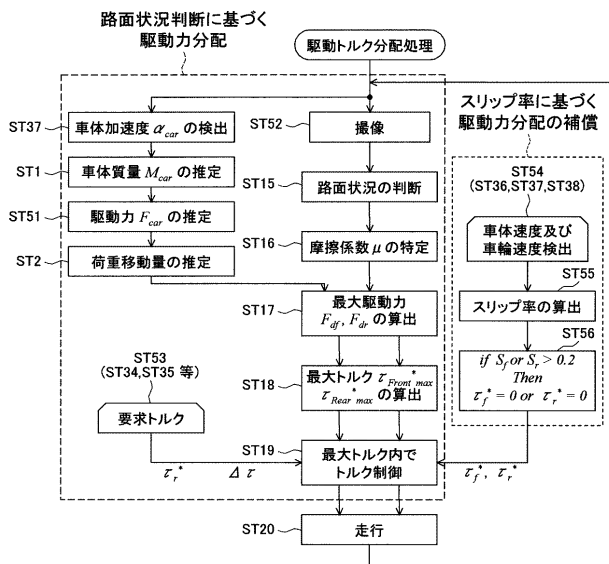 路面状況判断に基づく
駆動力分配
駆動トルク分配処理
スリップ率に基づく
駆動力分配の補償
ST37
車体加速度 α_car の検出
ST52
撮像
ST1
車体質量 M_car の推定
ST15
路面状況の判断
ST54
(ST36,ST37,ST38)
ST51
駆動力 F_car の推定
車体速度及び
車輪速度検出
ST16
摩擦係数 μ の特定
ST2
荷重移動量の推定
ST55
スリップ率の算出
ST17
最大駆動力
F_df, F_dr の算出
ST56
if S_f or S_r > 0.2
Then
τ_f^* = 0 or τ_r^* = 0
ST53
(ST34,ST35 等)
要求トルク
ST18
最大トルク τ_Front^*_max
τ_Rear^*_max の算出
ST19
最大トルク内で
トルク制御
τ_r^* Δτ
τ_f^*, τ_r^*
ST20
走行